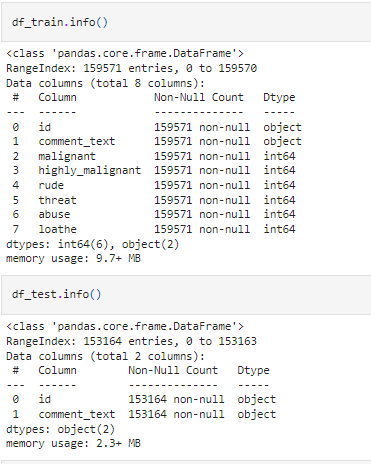 df_train.info()
<class 'pandas.core.frame.DataFrame'>
RangeIndex: 159571 entries, 0 to 159570
Data columns (total 8 columns):
 #   Column            Non-Null Count   Dtype
---  ------            --------------   -----
 0   id                159571 non-null  object
 1   comment_text      159571 non-null  object
 2   malignant         159571 non-null  int64
 3   highly_malignant  159571 non-null  int64
 4   rude              159571 non-null  int64
 5   threat            159571 non-null  int64
 6   abuse             159571 non-null  int64
 7   loathe            159571 non-null  int64
dtypes: int64(6), object(2)
memory usage: 9.7+ MB
df_test.info()
<class 'pandas.core.frame.DataFrame'>
RangeIndex: 153164 entries, 0 to 153163
Data columns (total 2 columns):
 #   Column        Non-Null Count   Dtype
---  ------        --------------   -----
 0   id            153164 non-null  object
 1   comment_text  153164 non-null  object
dtypes: object(2)
memory usage: 2.3+ MB